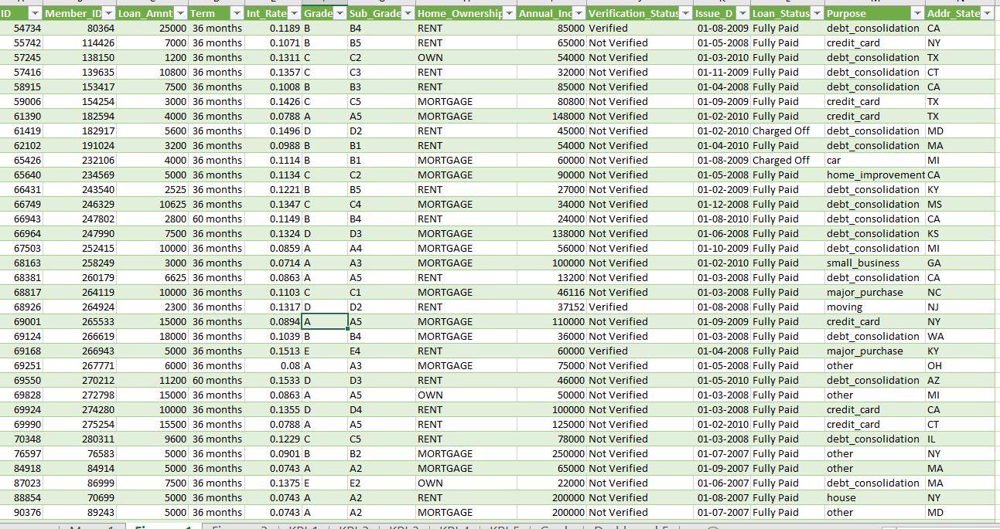 ID Member_ID Loan_Amnt Term Int_Rate Grade Sub_Grade Home_Ownership Annual_Inc Verification_Status Issue_D Loan_Status Purpose Addr_State
54734 80364 25000 36 months 0.1189 B B4 RENT 85000 Verified 01-08-2009 Fully Paid debt_consolidation CA
55742 114426 7000 36 months 0.1071 B B5 RENT 65000 Not Verified 01-05-2008 Fully Paid credit_card NY
57245 138150 1200 36 months 0.1311 C C2 OWN 54000 Not Verified 01-03-2010 Fully Paid debt_consolidation TX
57416 139635 10800 36 months 0.1357 C C3 RENT 32000 Not Verified 01-11-2009 Fully Paid debt_consolidation CT
58915 153417 7500 36 months 0.1008 B B3 RENT 85000 Not Verified 01-04-2008 Fully Paid debt_consolidation CA
59006 154254 3000 36 months 0.1426 C C5 MORTGAGE 80800 Not Verified 01-09-2009 Fully Paid credit_card TX
61390 182594 4000 36 months 0.0788 A A5 MORTGAGE 148000 Not Verified 01-02-2010 Fully Paid credit_card TX
61419 182917 5600 36 months 0.1496 D D2 RENT 45000 Not Verified 01-02-2010 Charged Off debt_consolidation MD
62102 191024 3200 36 months 0.0988 B B1 RENT 54000 Not Verified 01-04-2010 Fully Paid debt_consolidation MA
65426 232106 4000 36 months 0.1114 B B1 MORTGAGE 60000 Not Verified 01-08-2009 Charged Off car MI
65640 234569 5000 36 months 0.1134 C C2 MORTGAGE 90000 Not Verified 01-05-2008 Fully Paid home_improvement CA
66431 243540 2525 36 months 0.1221 B B5 RENT 27000 Not Verified 01-02-2009 Fully Paid debt_consolidation KY
66749 246329 10625 36 months 0.1347 C C4 MORTGAGE 34000 Not Verified 01-12-2008 Fully Paid debt_consolidation MS
66943 247802 2800 60 months 0.1149 B B4 RENT 24000 Not Verified 01-08-2010 Fully Paid debt_consolidation CA
66964 247990 7500 36 months 0.1324 D D3 MORTGAGE 138000 Not Verified 01-06-2008 Fully Paid debt_consolidation KS
67503 252415 10000 36 months 0.0859 A A4 MORTGAGE 56000 Not Verified 01-10-2009 Fully Paid debt_consolidation MI
68163 258249 3000 36 months 0.0714 A A3 MORTGAGE 100000 Not Verified 01-02-2010 Fully Paid small_business GA
68381 260179 6625 36 months 0.0863 A A5 RENT 13200 Not Verified 01-03-2008 Fully Paid debt_consolidation CA
68817 264119 10000 36 months 0.1103 C C1 MORTGAGE 46116 Not Verified 01-03-2008 Fully Paid major_purchase NC
68926 264924 2300 36 months 0.1317 D D2 RENT 37152 Verified 01-08-2008 Fully Paid moving NJ
69001 265533 15000 36 months 0.0894 A A5 MORTGAGE 110000 Not Verified 01-09-2009 Fully Paid credit_card NY
69124 266619 18000 36 months 0.1039 B B4 MORTGAGE 36000 Not Verified 01-03-2008 Fully Paid debt_consolidation WA
69168 266943 5000 36 months 0.1513 E E4 RENT 60000 Verified 01-04-2008 Fully Paid major_purchase KY
69251 267771 6000 36 months 0.08 A A3 MORTGAGE 75000 Not Verified 01-05-2008 Fully Paid other OH
69550 270212 11200 60 months 0.1533 D D3 RENT 46000 Not Verified 01-05-2010 Fully Paid debt_consolidation AZ
69828 272798 15000 36 months 0.0863 A A5 OWN 50000 Not Verified 01-03-2008 Fully Paid other MI
69924 274280 10000 36 months 0.1355 D D4 RENT 100000 Not Verified 01-03-2008 Fully Paid credit_card CA
69990 275254 15500 36 months 0.0788 A A5 RENT 125000 Not Verified 01-02-2010 Fully Paid credit_card CT
70348 280311 9600 36 months 0.1229 C C5 RENT 78000 Not Verified 01-03-2008 Fully Paid debt_consolidation IL
76597 76583 5000 36 months 0.0901 B B2 MORTGAGE 250000 Not Verified 01-07-2007 Fully Paid other NY
84918 84914 5000 36 months 0.0743 A A2 MORTGAGE 65000 Not Verified 01-09-2007 Fully Paid other MA
87023 86999 7500 36 months 0.1375 E E2 OWN 22000 Not Verified 01-06-2007 Fully Paid debt_consolidation MA
88854 70699 5000 36 months 0.0743 A A2 RENT 200000 Not Verified 01-08-2007 Fully Paid house NY
90376 89243 5000 36 months 0.0743 A A2 MORTGAGE 200000 Not Verified 01-07-2007 Fully Paid other MD